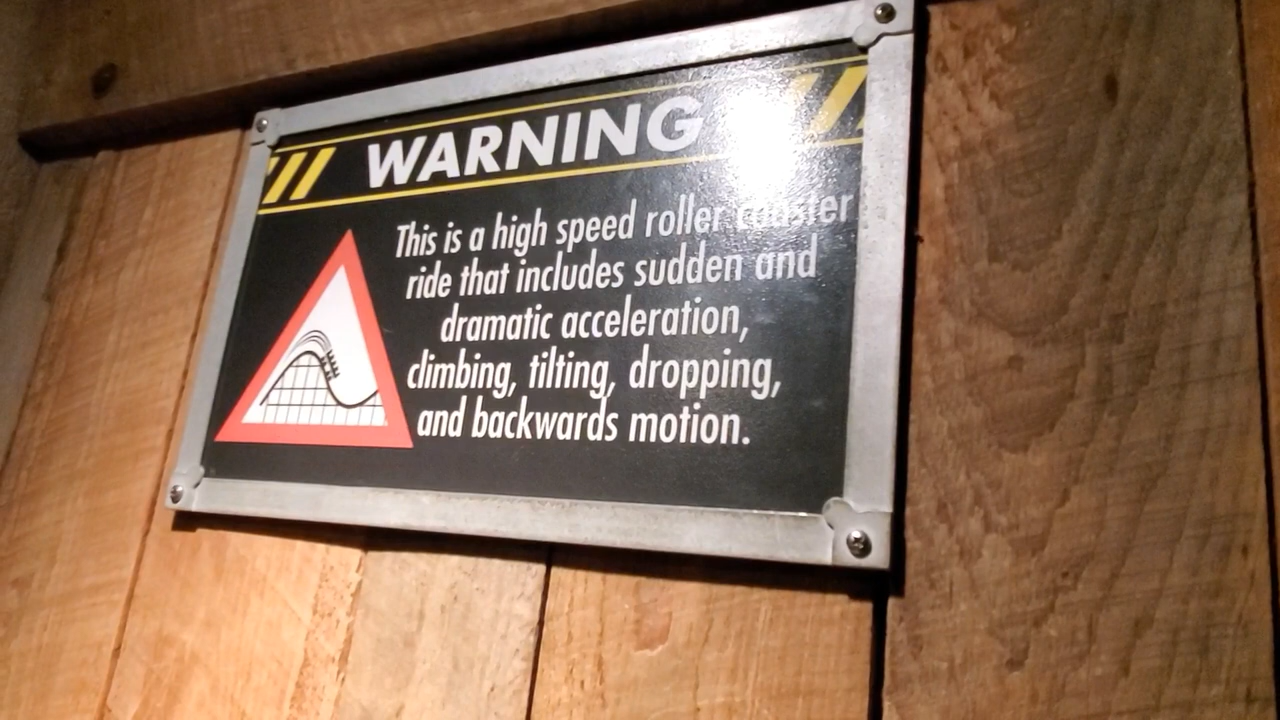 WARNING
This is a high speed roller coaster
ride that includes sudden and
dramatic acceleration,
climbing, tilting, dropping,
and backwards motion.